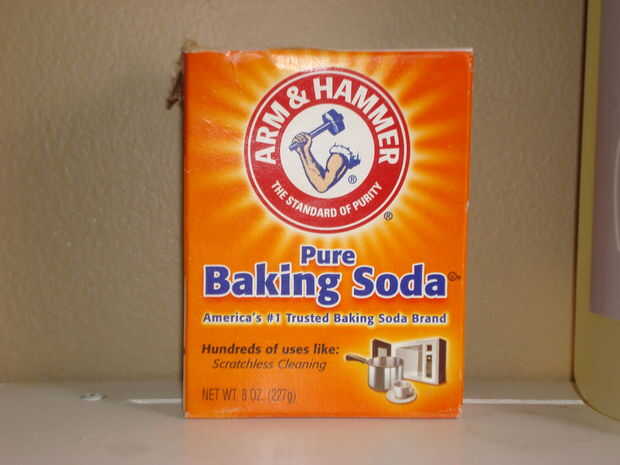 ARM & HAMMER
®
THE STANDARD OF PURITY
®
Pure
Baking Soda
America's #1 Trusted Baking Soda Brand
Hundreds of uses like:
Scratchless Cleaning
NET WT. 8 OZ. (227g)